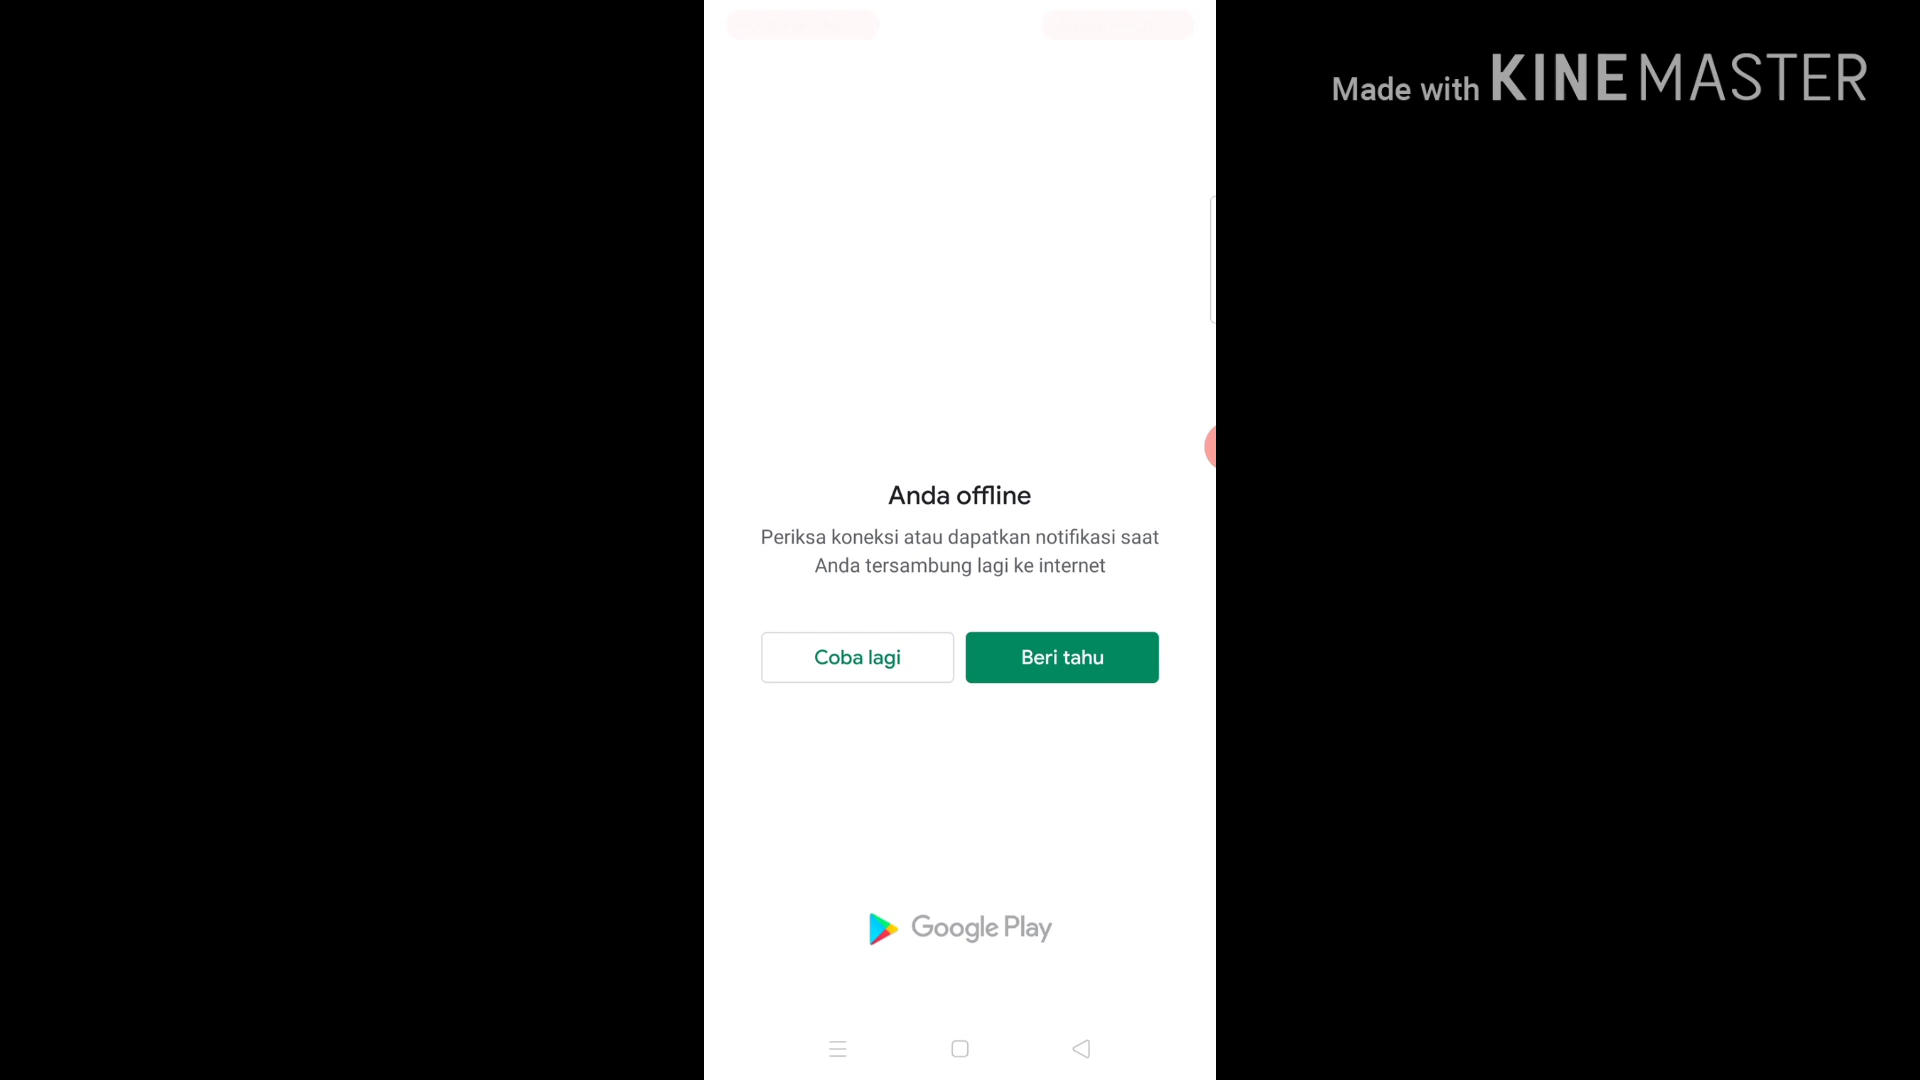 Made with KINEMASTER
Anda offline
Periksa koneksi atau dapatkan notifikasi saat
Anda tersambung lagi ke internet
Coba lagi
Beri tahu
Google Play